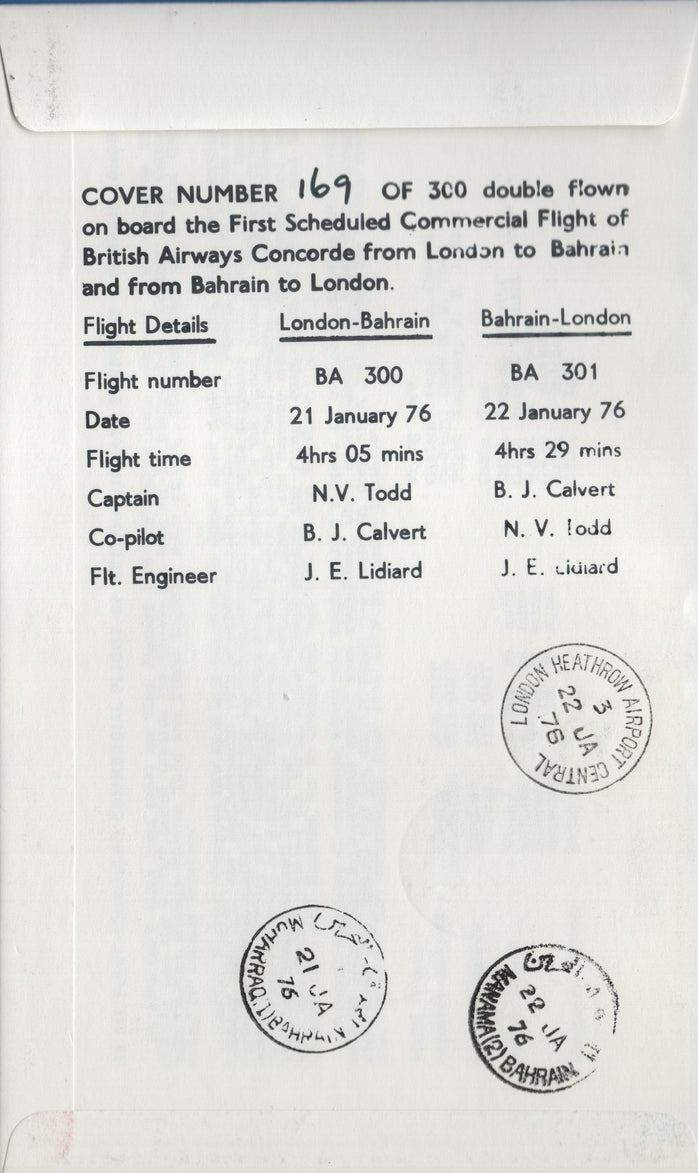 COVER NUMBER 169 OF 300 double flown
on board the First Scheduled Commercial Flight of
British Airways Concorde from London to Bahrain
and from Bahrain to London.
Flight Details London-Bahrain Bahrain-London
Flight number BA 300 BA 301
Date 21 January 76 22 January 76
Flight time 4hrs 05 mins 4hrs 29 mins
Captain N.V. Todd B. J. Calvert
Co-pilot B. J. Calvert N. V. Todd
Flt. Engineer J. E. Lidiard J. E. Lidiard
LONDON HEATHROW AIRPORT CENTRAL
3
22 JA
76
MUHARRAQ(1)BAHRAIN
21 JA
76
MANAMA(2)BAHRAIN
22 JA
76